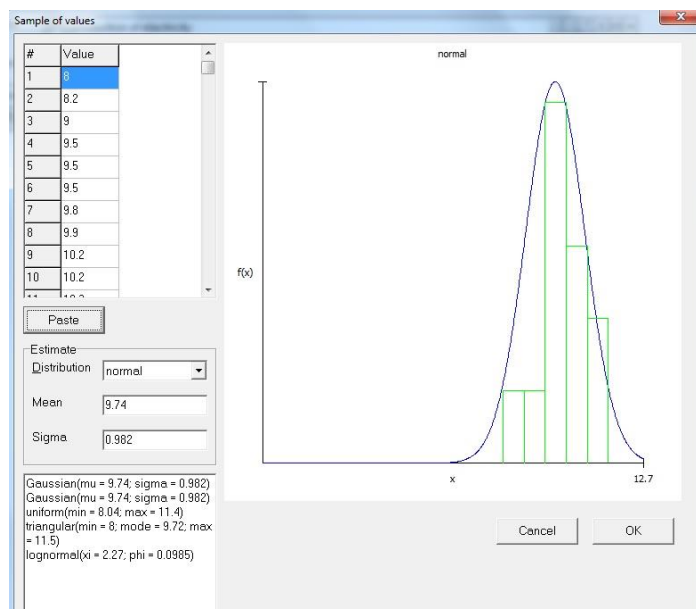 Sample of values
# Value
1 8
2 8.2
3 9
4 9.5
5 9.5
6 9.5
7 9.8
8 9.9
9 10.2
10 10.2
Paste
Estimate
Distribution normal
Mean 9.74
Sigma 0.982
Gaussian(mu = 9.74; sigma = 0.982)
Gaussian(mu = 9.74; sigma = 0.982)
uniform(min = 8.04; max = 11.4)
triangular(min = 8; mode = 9.72; max
= 11.5)
lognormal(xi = 2.27; phi = 0.0985)
normal
f(x)
x 12.7
Cancel OK